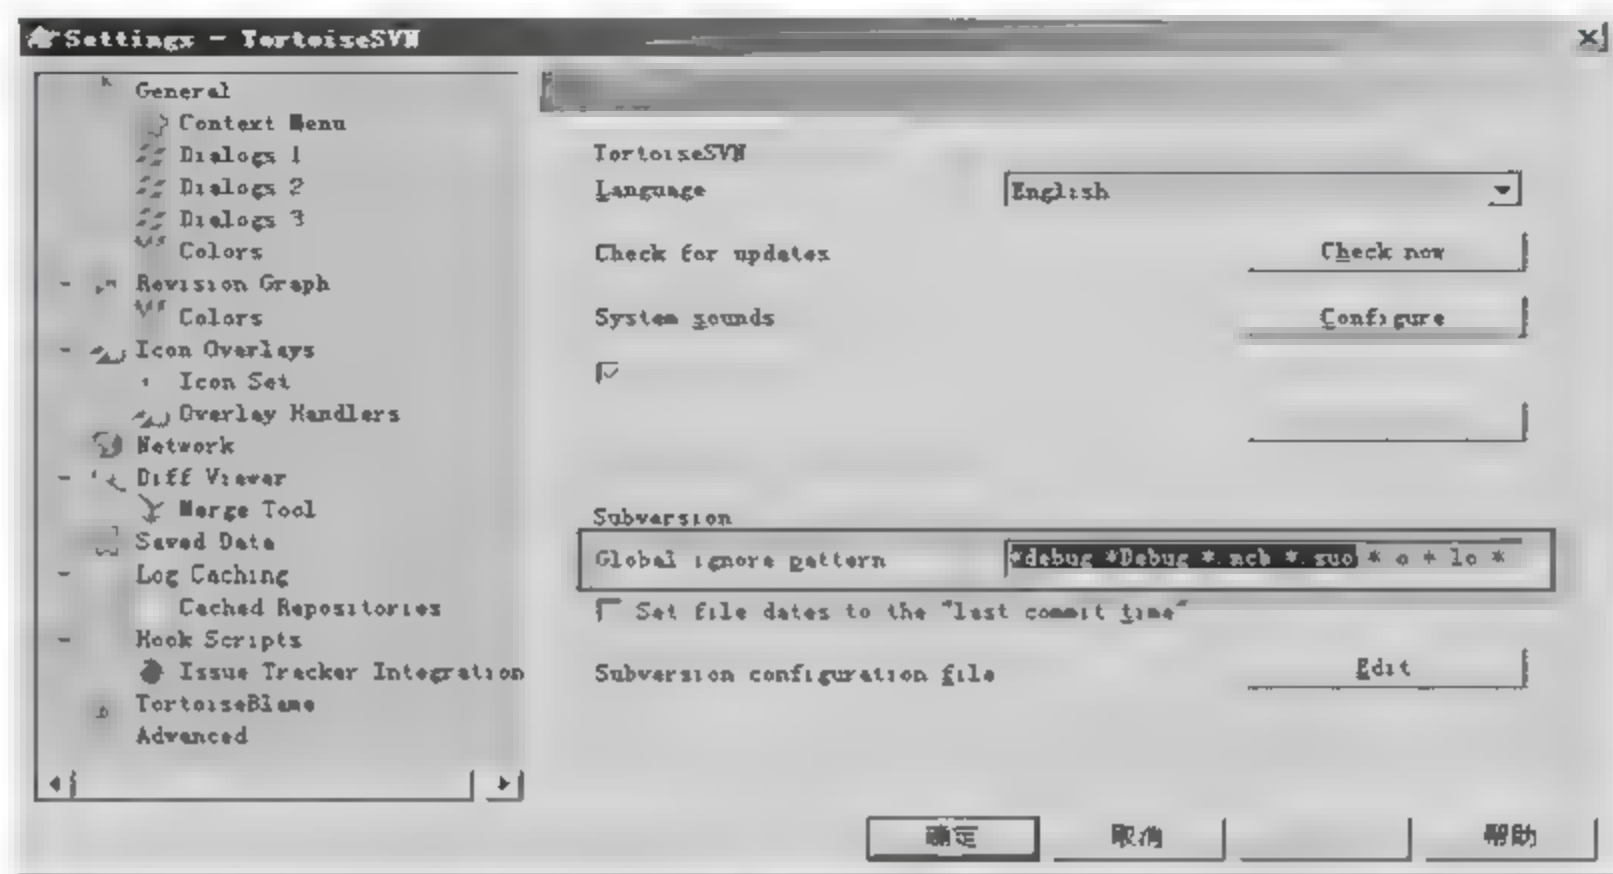 Settings - TortoiseSVN
General
Context Menu
Dialogs 1
Dialogs 2
Dialogs 3
Colors
Revision Graph
Colors
Icon Overlays
Icon Set
Overlay Handlers
Network
Diff Viewer
Merge Tool
Saved Data
Log Caching
Cached Repositories
Hook Scripts
Issue Tracker Integration
TortoiseBlame
Advanced
TortoiseSVN
Language
English
Check for updates
Check now
System sounds
Configure
Subversion
Global ignore pattern
*debug *Debug *.ncb *.suo *.o *.lo *
Set file dates to the "last commit time"
Subversion configuration file
Edit
确定
取消
帮助